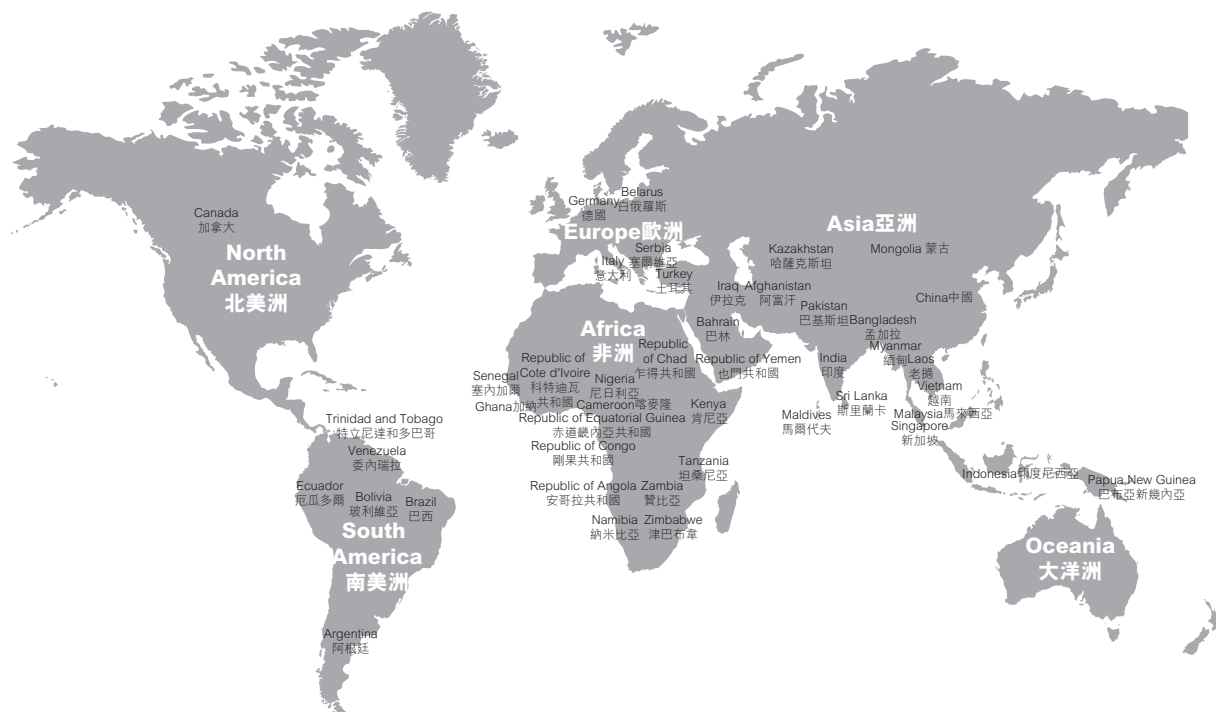 Canada
加拿大
North
America
北美洲
Trinidad and Tobago
特立尼達和多巴哥
Venezuela
委內瑞拉
Ecuador
厄瓜多爾
Bolivia
玻利維亞
Brazil
巴西
South
America
南美洲
Argentina
阿根廷
Germany
德國
Belarus
白俄羅斯
Europe歐洲
Serbia
塞爾維亞
Italy
意大利
Turkey
土耳其
Africa
非洲
Republic
of Chad
乍得共和國
Republic of
Cote d'Ivoire
科特迪瓦
共和國
Senegal
塞內加爾
Nigeria
尼日利亞
Ghana加納
Cameroon喀麥隆
Kenya
肯尼亞
Republic of Equatorial Guinea
赤道畿內亞共和國
Republic of Congo
剛果共和國
Tanzania
坦桑尼亞
Republic of Angola
安哥拉共和國
Zambia
贊比亞
Namibia
納米比亞
Zimbabwe
津巴布韋
Asia亞洲
Kazakhstan
哈薩克斯坦
Mongolia 蒙古
Iraq
伊拉克
Afghanistan
阿富汗
China中國
Pakistan
巴基斯坦
Bahrain
巴林
Bangladesh
孟加拉
Republic of Yemen
也門共和國
India
印度
Myanmar
緬甸
Laos
老撾
Vietnam
越南
Sri Lanka
斯里蘭卡
Maldives
馬爾代夫
Malaysia馬來西亞
Singapore
新加坡
Indonesia印度尼西亞
Papua New Guinea
巴布亞新幾內亞
Oceania
大洋洲